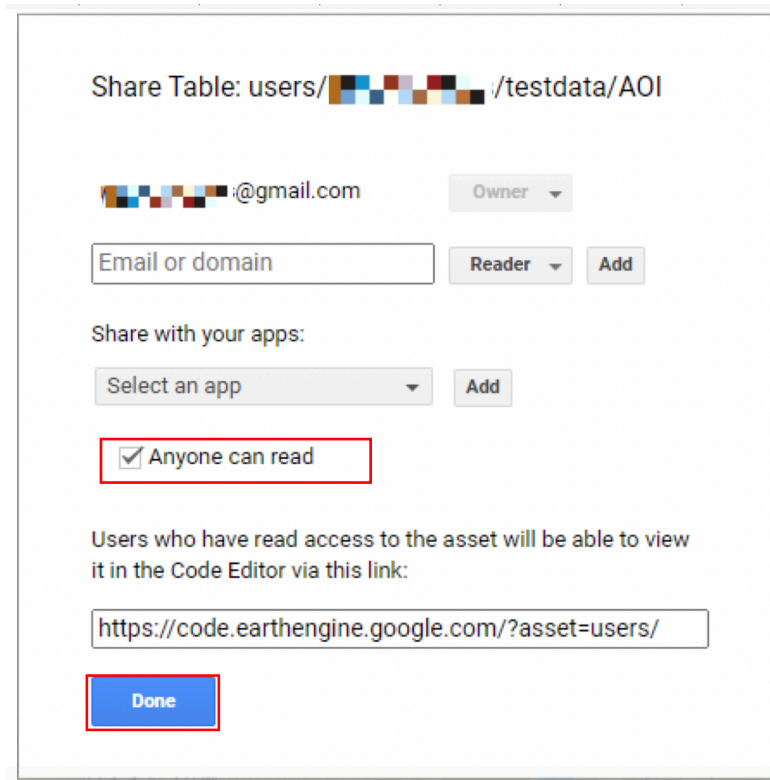 Share Table: users/ /testdata/AOI
@gmail.com Owner
Email or domain Reader Add
Share with your apps:
Select an app Add
Anyone can read
Users who have read access to the asset will be able to view
it in the Code Editor via this link:
https://code.earthengine.google.com/?asset=users/
Done